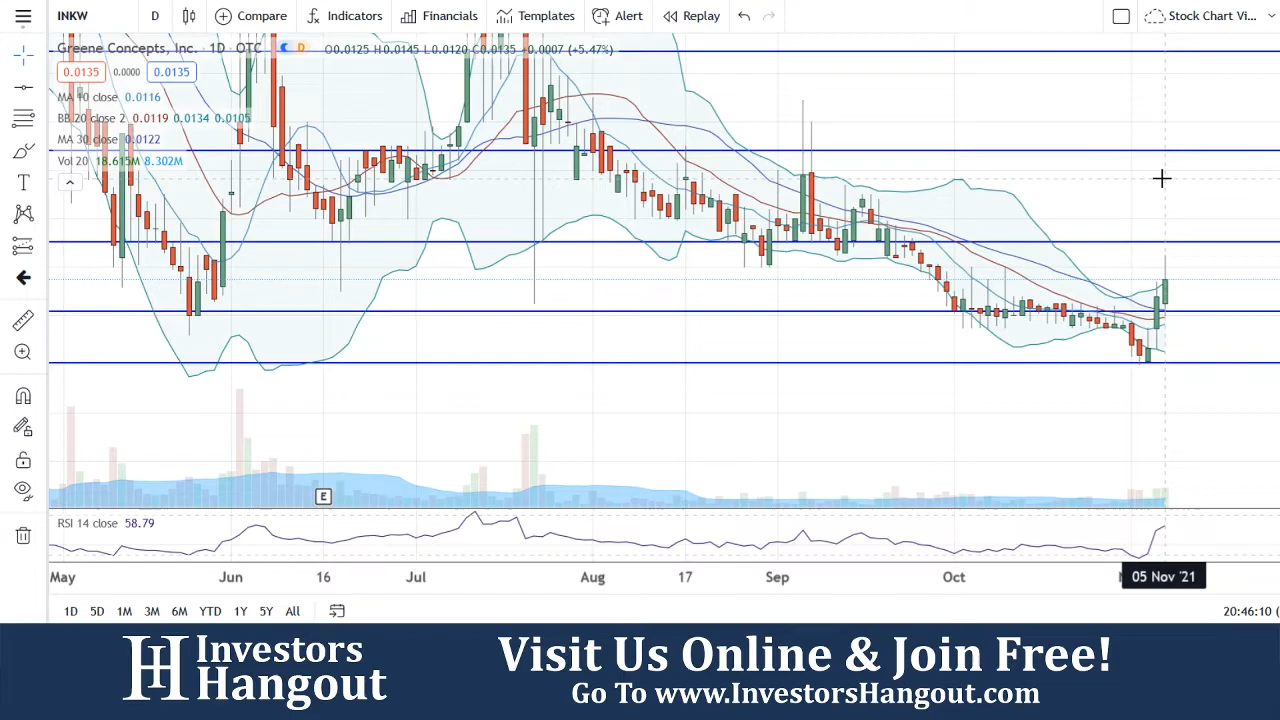 INKW D Compare Indicators Financials Templates Alert Replay Stock Chart Vi...
Greene Concepts, Inc. · 1D · OTC D O0.0125 H0.0145 L0.0120 C0.0135 +0.0007 (+5.47%)
0.0135 0.0000 0.0135
MA 10 close 0.0116
BB 20 close 2 0.0119 0.0134 0.0105
MA 30 close 0.0122
Vol 20 18.615M 8.302M
E
RSI 14 close 58.79
May Jun 16 Jul Aug 17 Sep Oct 05 Nov '21
1D 5D 1M 3M 6M YTD 1Y 5Y All 20:46:10
Investors
Hangout
Visit Us Online & Join Free!
Go To www.InvestorsHangout.com